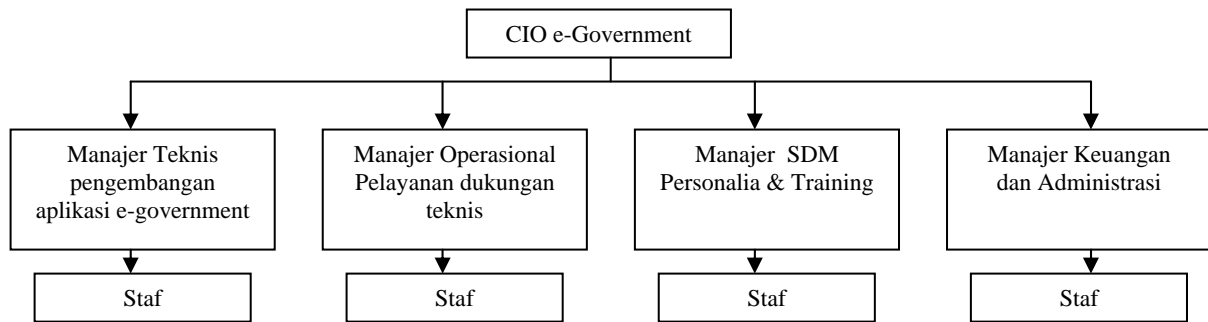 CIO e-Government
Manajer Teknis
pengembangan
aplikasi e-government
Manajer Operasional
Pelayanan dukungan
teknis
Manajer SDM
Personalia & Training
Manajer Keuangan
dan Administrasi
Staf
Staf
Staf
Staf